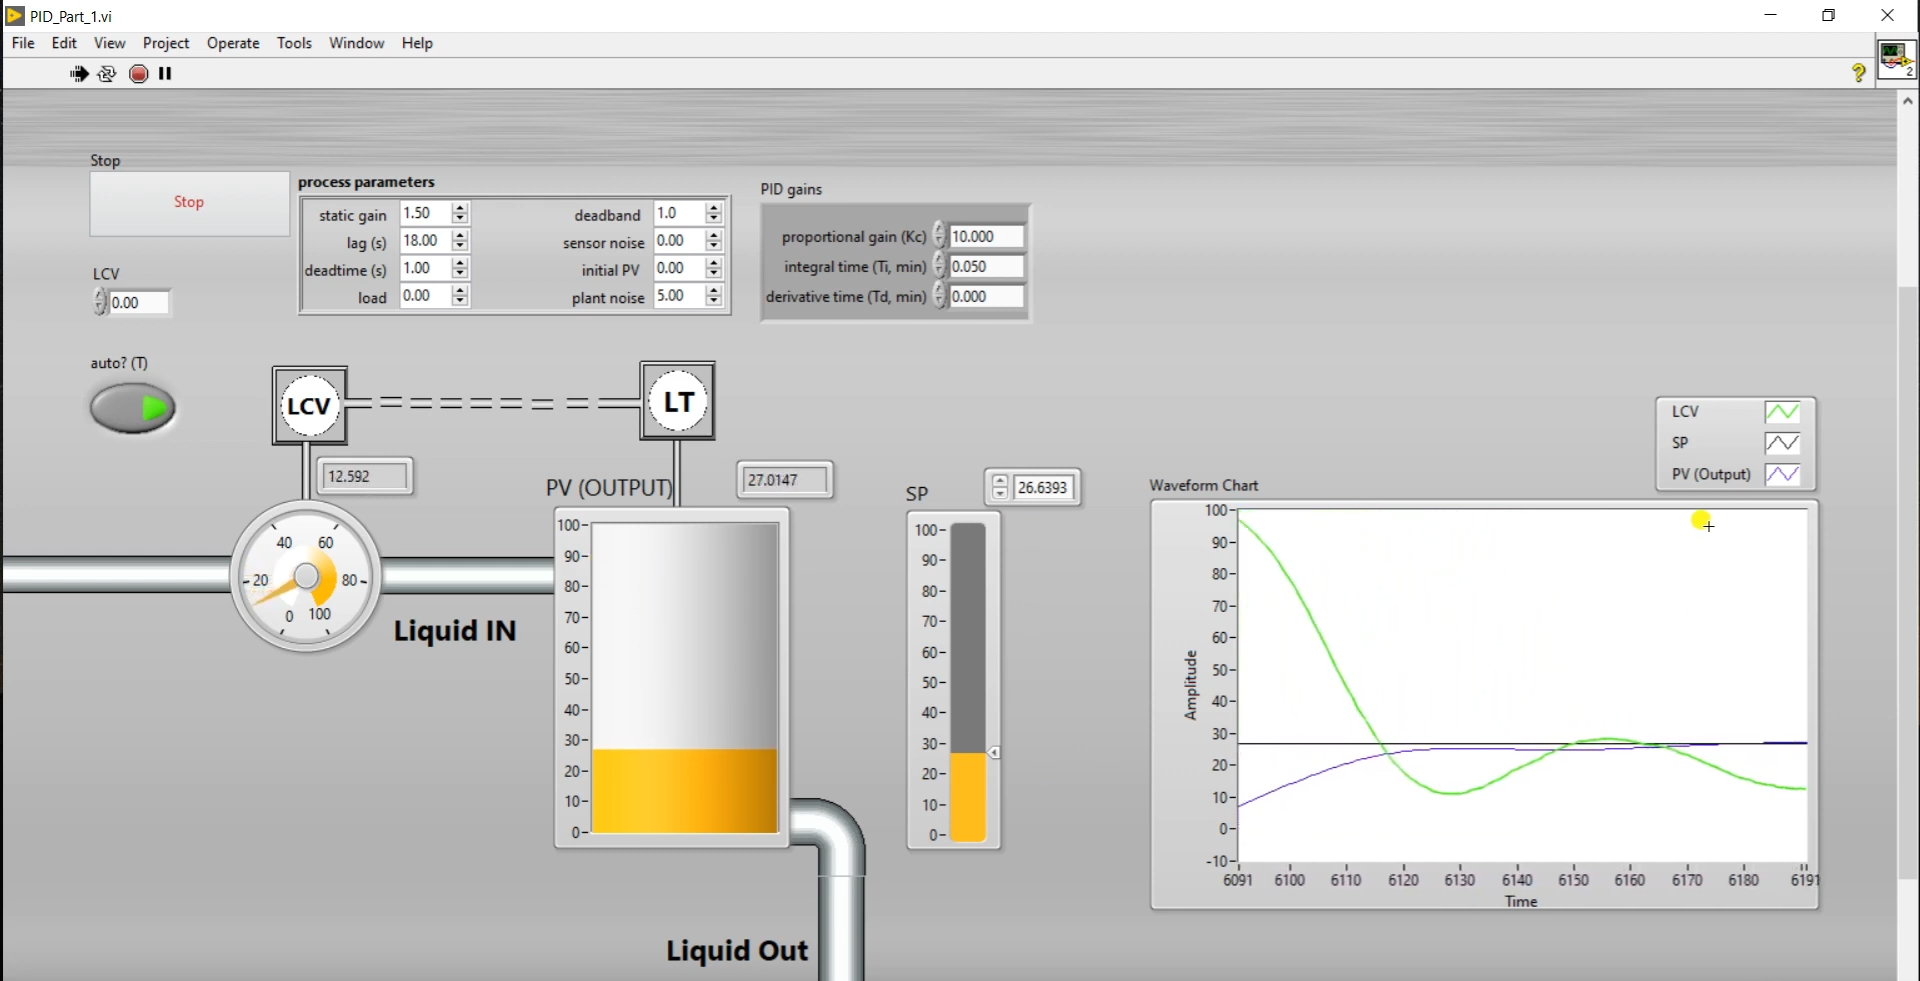 PID_Part_1.vi
File Edit View Project Operate Tools Window Help
?
2
Stop
Stop
process parameters
static gain 1.50 deadband 1.0
lag (s) 18.00 sensor noise 0.00
deadtime (s) 1.00 initial PV 0.00
load 0.00 plant noise 5.00
PID gains
proportional gain (Kc) 10.000
integral time (Ti, min) 0.050
derivative time (Td, min) 0.000
LCV
0.00
auto? (T)
LCV
LT
12.592
PV (OUTPUT)
27.0147
SP
26.6393
0
20
40
60
80
100
Liquid IN
100
90
80
70
60
50
40
30
20
10
0
100
90
80
70
60
50
40
30
20
10
0
Liquid Out
LCV
SP
PV (Output)
Waveform Chart
100
90
80
70
60
50
40
30
20
10
0
-10
Amplitude
6091 6100 6110 6120 6130 6140 6150 6160 6170 6180 6191
Time